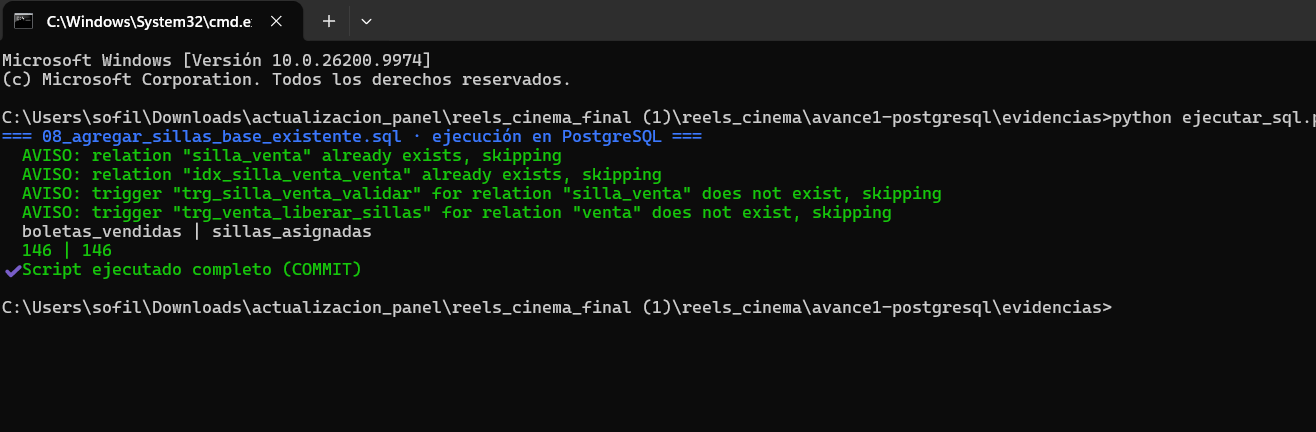 C:\Windows\System32\cmd.e
Microsoft Windows [Versión 10.0.26200.9974]
(c) Microsoft Corporation. Todos los derechos reservados.
C:\Users\sofil\Downloads\actualizacion_panel\reels_cinema_final (1)\reels_cinema\avance1-postgresql\evidencias>python ejecutar_sql.p
=== 08_agregar_sillas_base_existente.sql · ejecución en PostgreSQL ===
AVISO: relation "silla_venta" already exists, skipping
AVISO: relation "idx_silla_venta_venta" already exists, skipping
AVISO: trigger "trg_silla_venta_validar" for relation "silla_venta" does not exist, skipping
AVISO: trigger "trg_venta_liberar_sillas" for relation "venta" does not exist, skipping
boletas_vendidas | sillas_asignadas
146 | 146
✔Script ejecutado completo (COMMIT)
C:\Users\sofil\Downloads\actualizacion_panel\reels_cinema_final (1)\reels_cinema\avance1-postgresql\evidencias>